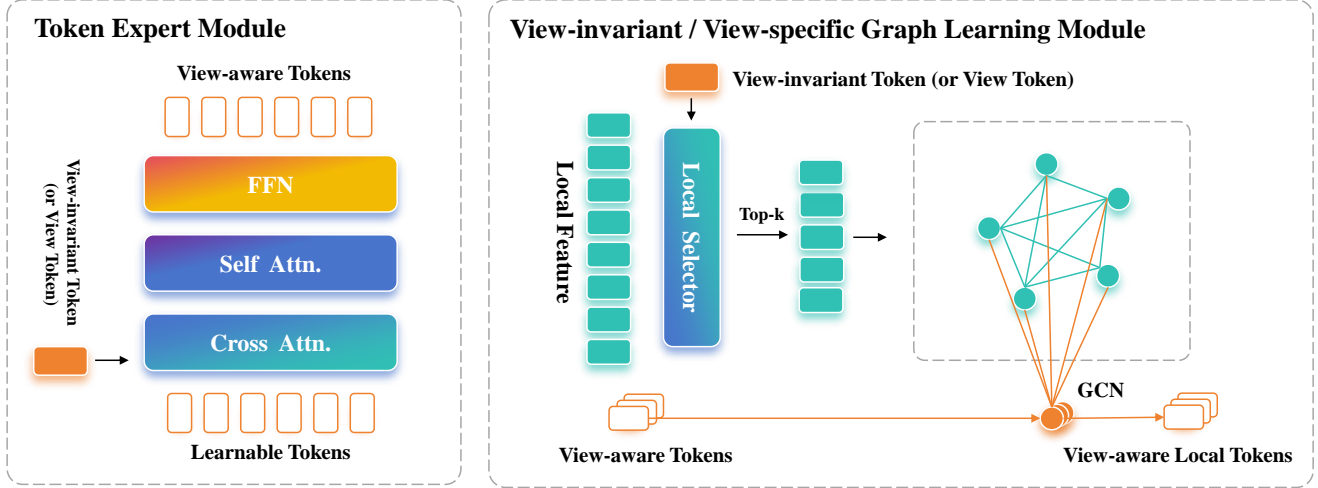 Token Expert Module
View-aware Tokens
View-invariant Token
(or View Token)
FFN
Self Attn.
Cross Attn.
Learnable Tokens
View-invariant / View-specific Graph Learning Module
View-invariant Token (or View Token)
Local Feature
Local Selector
Top-k
GCN
View-aware Tokens
View-aware Local Tokens